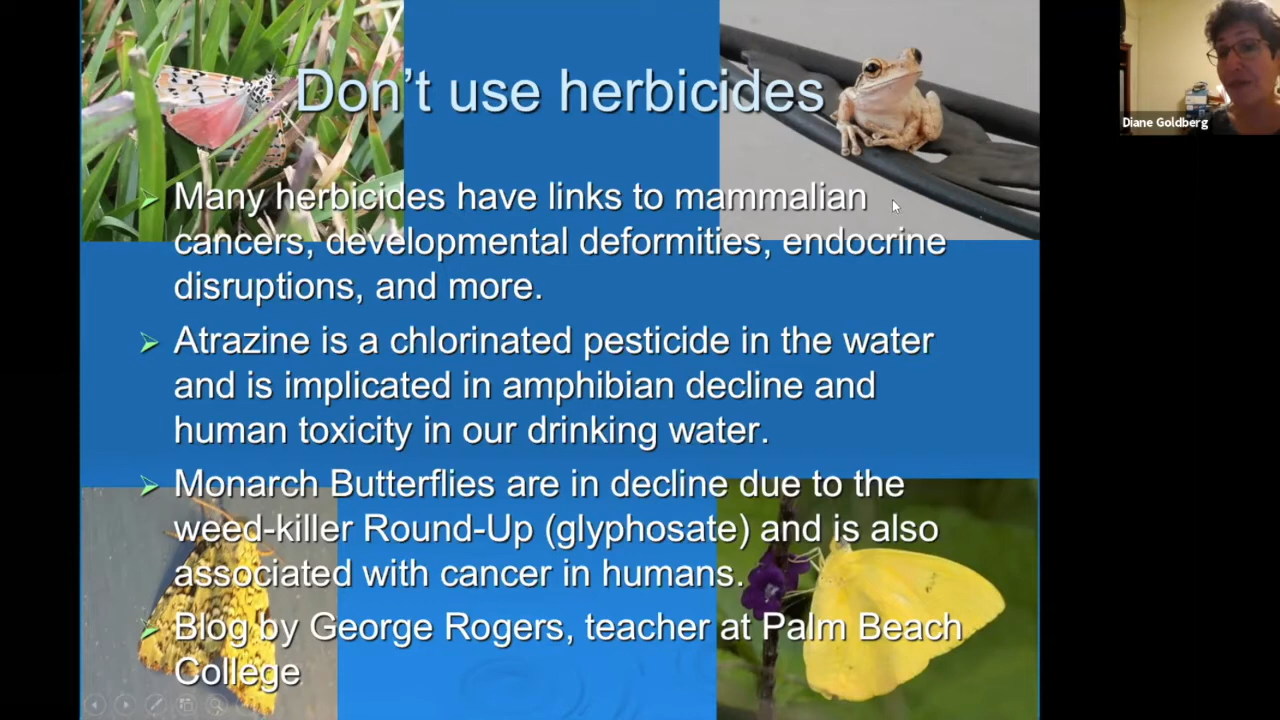 Don't use herbicides
Many herbicides have links to mammalian
cancers, developmental deformities, endocrine
disruptions, and more.
Atrazine is a chlorinated pesticide in the water
and is implicated in amphibian decline and
human toxicity in our drinking water.
Monarch Butterflies are in decline due to the
weed-killer Round-Up (glyphosate) and is also
associated with cancer in humans.
Blog by George Rogers, teacher at Palm Beach
College
Diane Goldberg